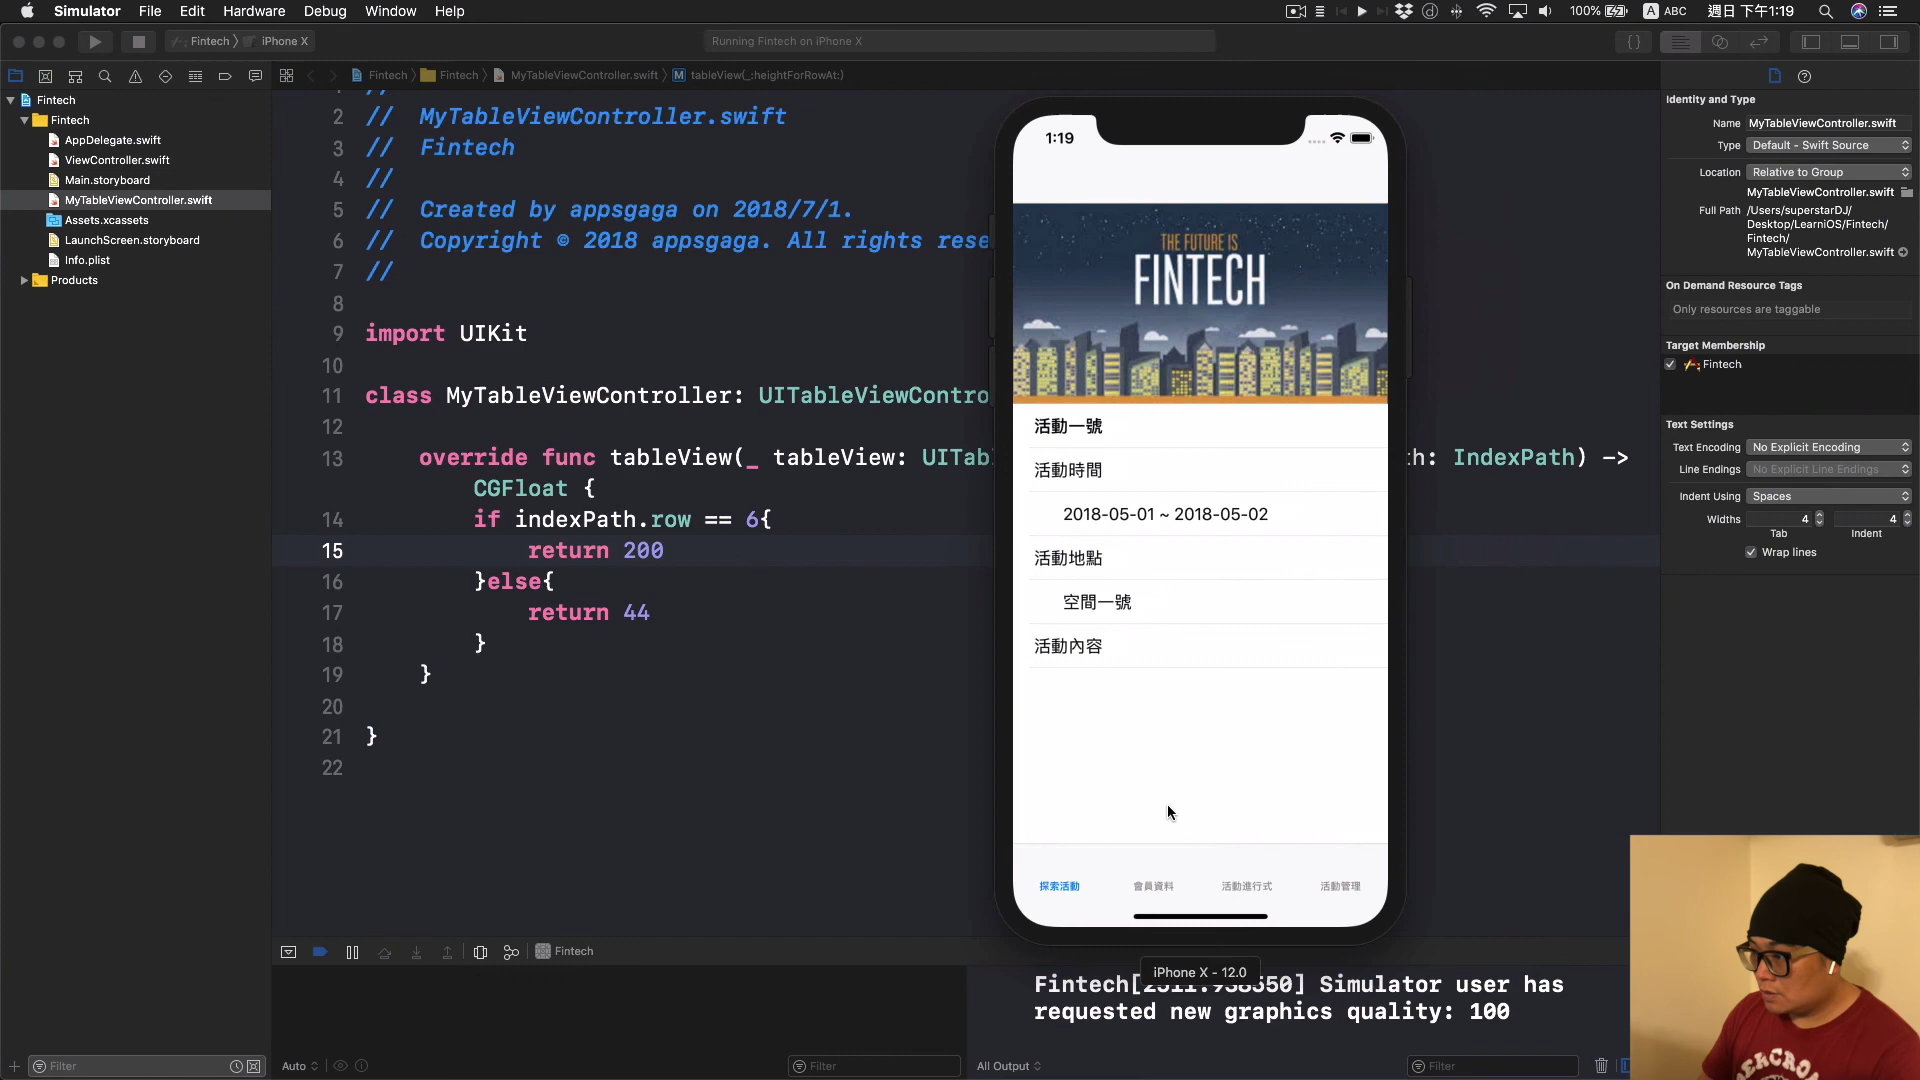 Simulator File Edit Hardware Debug Window Help 100% A ABC 週日 下午1:19
Fintech iPhone X Running Fintech on iPhone X
Fintech Fintech MyTableViewController.swift M tableView(_:heightForRowAt:)
Fintech
Fintech
AppDelegate.swift
ViewController.swift
Main.storyboard
MyTableViewController.swift
Assets.xcassets
LaunchScreen.storyboard
Info.plist
Products
Filter
2 // MyTableViewController.swift
3 // Fintech
4 //
5 // Created by appsgaga on 2018/7/1.
6 // Copyright © 2018 appsgaga. All rights rese
7 //
8
9 import UIKit
10
11 class MyTableViewController: UITableViewContro
12
13 override func tableView(_ tableView: UITab th: IndexPath) ->
CGFloat {
14 if indexPath.row == 6{
15 return 200
16 }else{
17 return 44
18 }
19 }
20
21 }
22
1:19
THE FUTURE IS
FINTECH
活動一號
活動時間
2018-05-01 ~ 2018-05-02
活動地點
空間一號
活動內容
探索活動 會員資料 活動進行式 活動管理
iPhone X - 12.0
Identity and Type
Name MyTableViewController.swift
Type Default - Swift Source
Location Relative to Group
MyTableViewController.swift
Full Path /Users/superstarDJ/
Desktop/LearniOS/Fintech/
Fintech/
MyTableViewController.swift
On Demand Resource Tags
Only resources are taggable
Target Membership
Fintech
Text Settings
Text Encoding No Explicit Encoding
Line Endings No Explicit Line Endings
Indent Using Spaces
Widths 4 4
Tab Indent
Wrap lines
Fintech
Simulator user has
requested new graphics quality: 100
Auto Filter All Output Filter